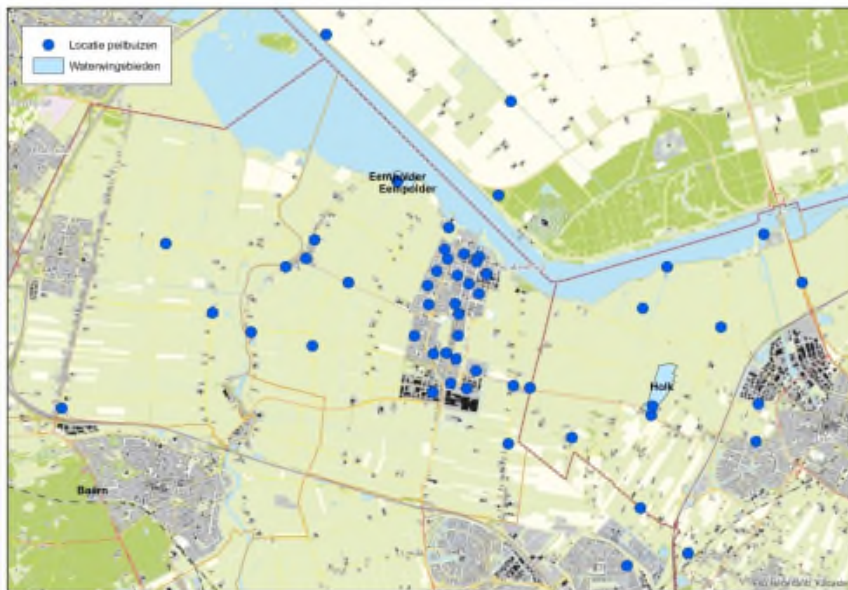 Locatie peilbuizen
Waterwingebieden
Eempolder
Eempolder
Holk
Baarn